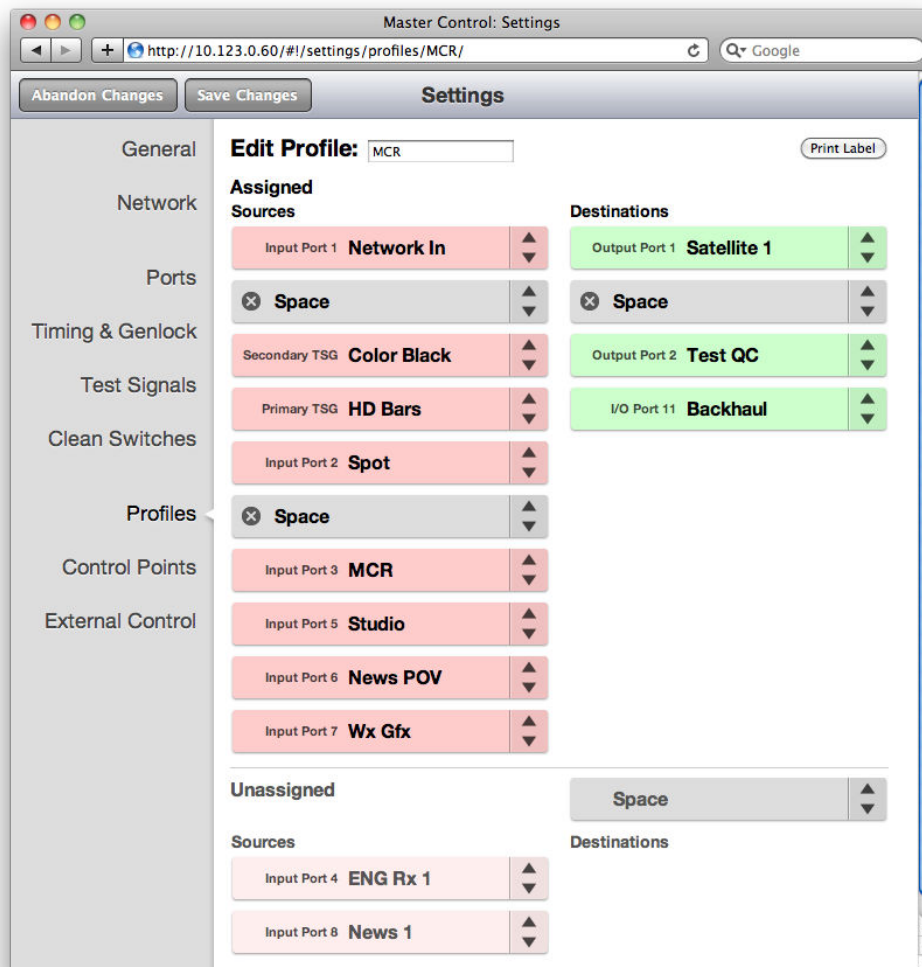 Master Control: Settings
http://10.123.0.60/#!/settings/profiles/MCR/
Google
Abandon Changes
Save Changes
Settings
General
Network
Ports
Timing & Genlock
Test Signals
Clean Switches
Profiles
Control Points
External Control
Edit Profile:
MCR
Print Label
Assigned
Sources
Input Port 1 Network In
Space
Secondary TSG Color Black
Primary TSG HD Bars
Input Port 2 Spot
Space
Input Port 3 MCR
Input Port 5 Studio
Input Port 6 News POV
Input Port 7 Wx Gfx
Destinations
Output Port 1 Satellite 1
Space
Output Port 2 Test QC
I/O Port 11 Backhaul
Unassigned
Space
Sources
Input Port 4 ENG Rx 1
Input Port 8 News 1
Destinations